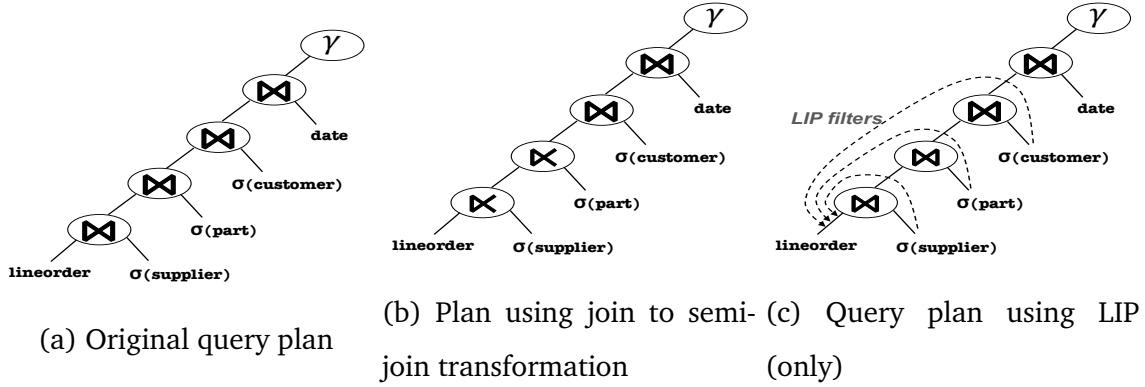 γ
⋈
⋈
date
⋈
σ(customer)
⋈
σ(part)
lineorder
σ(supplier)
(a) Original query plan
γ
⋈
⋈
date
⋉
σ(customer)
⋉
σ(part)
lineorder
σ(supplier)
(b) Plan using join to semi-
join transformation
γ
⋈
⋈
date
LIP filters
⋈
σ(customer)
⋈
σ(part)
lineorder
σ(supplier)
(c) Query plan using LIP
(only)